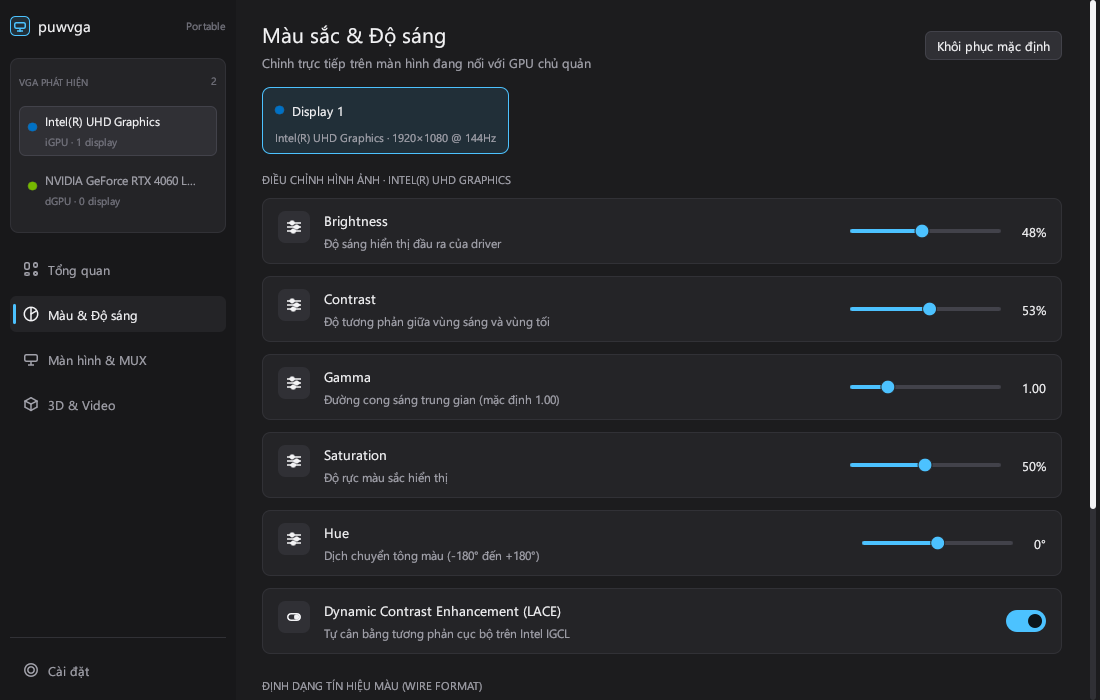 puwvga
Portable
VGA PHÁT HIỆN
2
Intel(R) UHD Graphics
iGPU · 1 display
NVIDIA GeForce RTX 4060 L...
dGPU · 0 display
Tổng quan
Màu & Độ sáng
Màn hình & MUX
3D & Video
Cài đặt
Màu sắc & Độ sáng
Chỉnh trực tiếp trên màn hình đang nối với GPU chủ quản
Khôi phục mặc định
Display 1
Intel(R) UHD Graphics · 1920×1080 @ 144Hz
ĐIỀU CHỈNH HÌNH ẢNH · INTEL(R) UHD GRAPHICS
Brightness
Độ sáng hiển thị đầu ra của driver
48%
Contrast
Độ tương phản giữa vùng sáng và vùng tối
53%
Gamma
Đường cong sáng trung gian (mặc định 1.00)
1.00
Saturation
Độ rực màu sắc hiển thị
50%
Hue
Dịch chuyển tông màu (-180° đến +180°)
0°
Dynamic Contrast Enhancement (LACE)
Tự cân bằng tương phản cục bộ trên Intel IGCL
ĐỊNH DẠNG TÍN HIỆU MÀU (WIRE FORMAT)